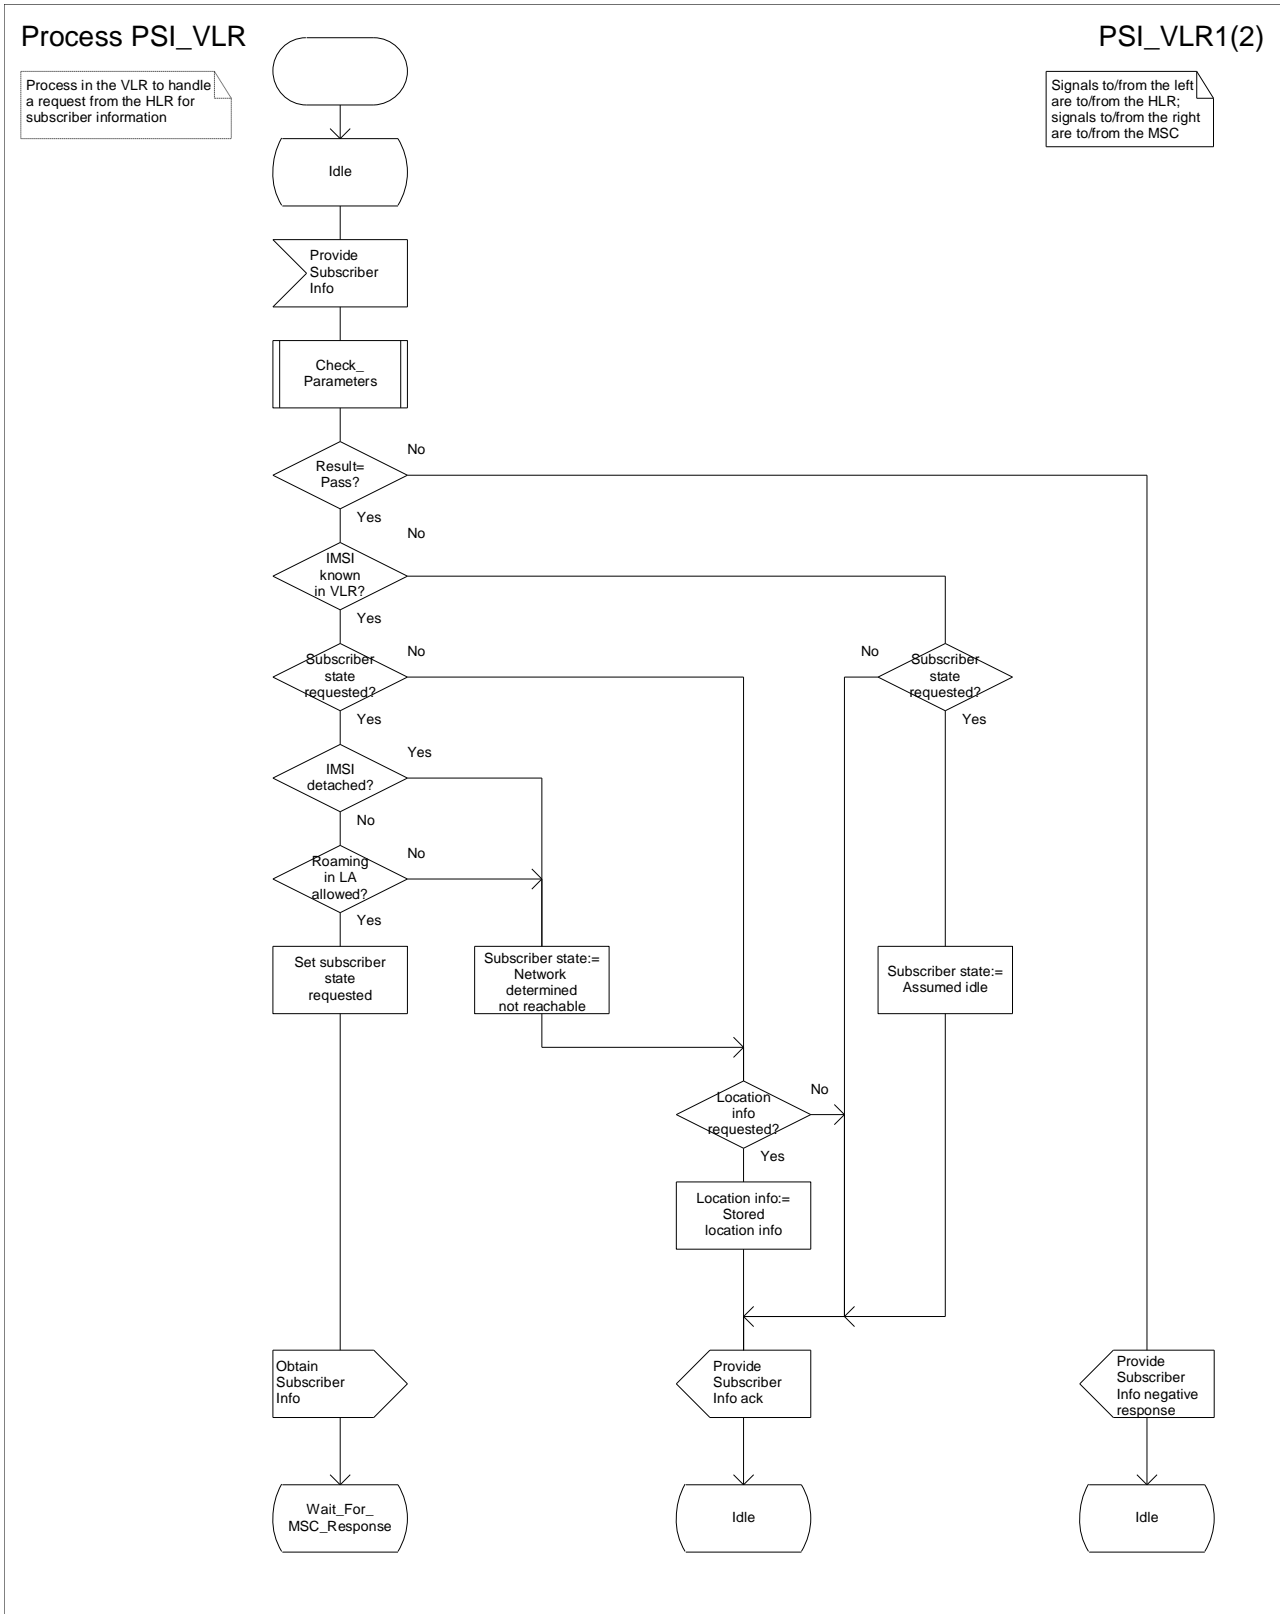 Process PSI_VLR
PSI_VLR1(2)
Process in the VLR to handle
a request from the HLR for
subscriber information
Signals to/from the left
are to/from the HLR;
signals to/from the right
are to/from the MSC
Idle
Provide
Subscriber
Info
Check_
Parameters
No
Result=
Pass?
Yes
No
IMSI
known
in VLR?
Yes
No
Subscriber
state
requested?
Yes
No
Subscriber
state
requested?
Yes
Yes
IMSI
detached?
No
No
Roaming
in LA
allowed?
Yes
Set subscriber
state
requested
Subscriber state:=
Network
determined
not reachable
Subscriber state:=
Assumed idle
No
Location
info
requested?
Yes
Location info:=
Stored
location info
Obtain
Subscriber
Info
Provide
Subscriber
Info ack
Provide
Subscriber
Info negative
response
Wait_For_
MSC_Response
Idle
Idle